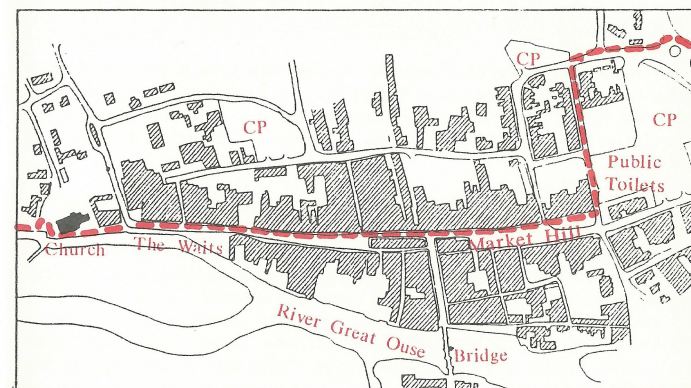 CP
CP
CP
Public
Toilets
Church
The Waits
Market Hill
River Great Ouse
Bridge